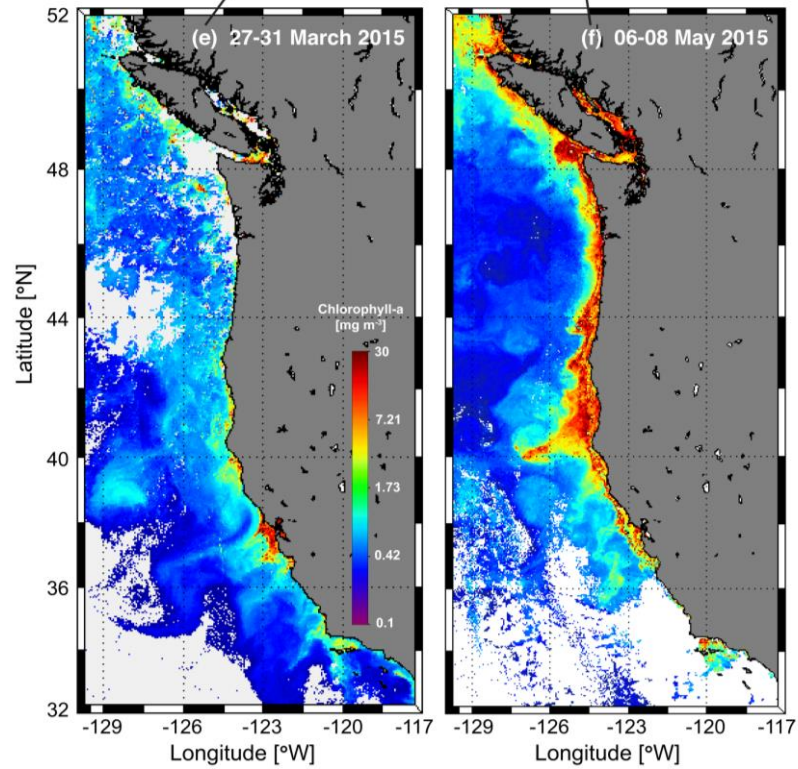 (e) 27-31 March 2015
(f) 06-08 May 2015
52
48
44
40
36
32
Latitude [°N]
Chlorophyll-a
[mg m⁻³]
30
7.21
1.73
0.42
0.1
-129 -126 -123 -120 -117
Longitude [°W]
-129 -126 -123 -120 -117
Longitude [°W]